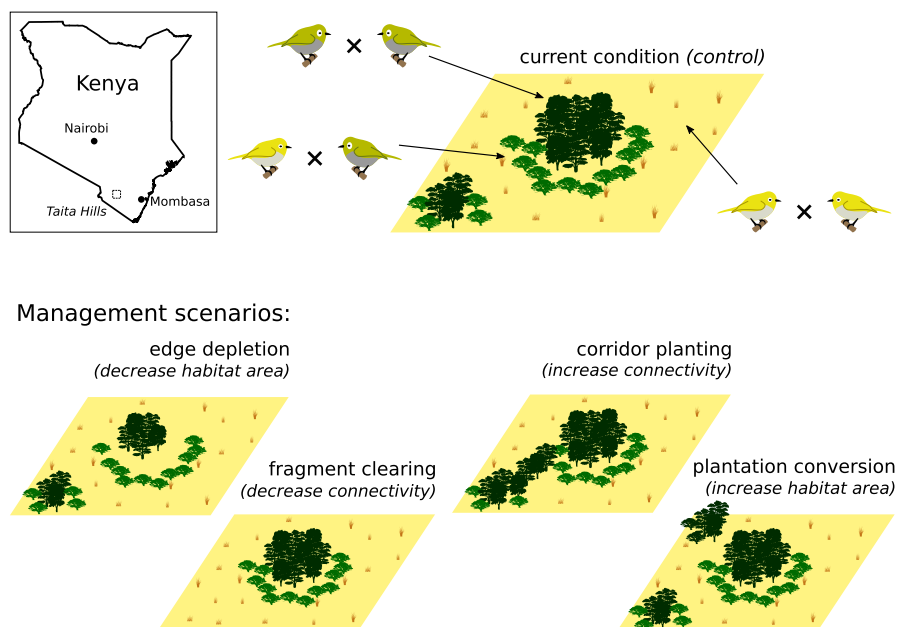 Kenya
Nairobi
Mombasa
Taita Hills
current condition (control)
Management scenarios:
edge depletion
(decrease habitat area)
corridor planting
(increase connectivity)
fragment clearing
(decrease connectivity)
plantation conversion
(increase habitat area)